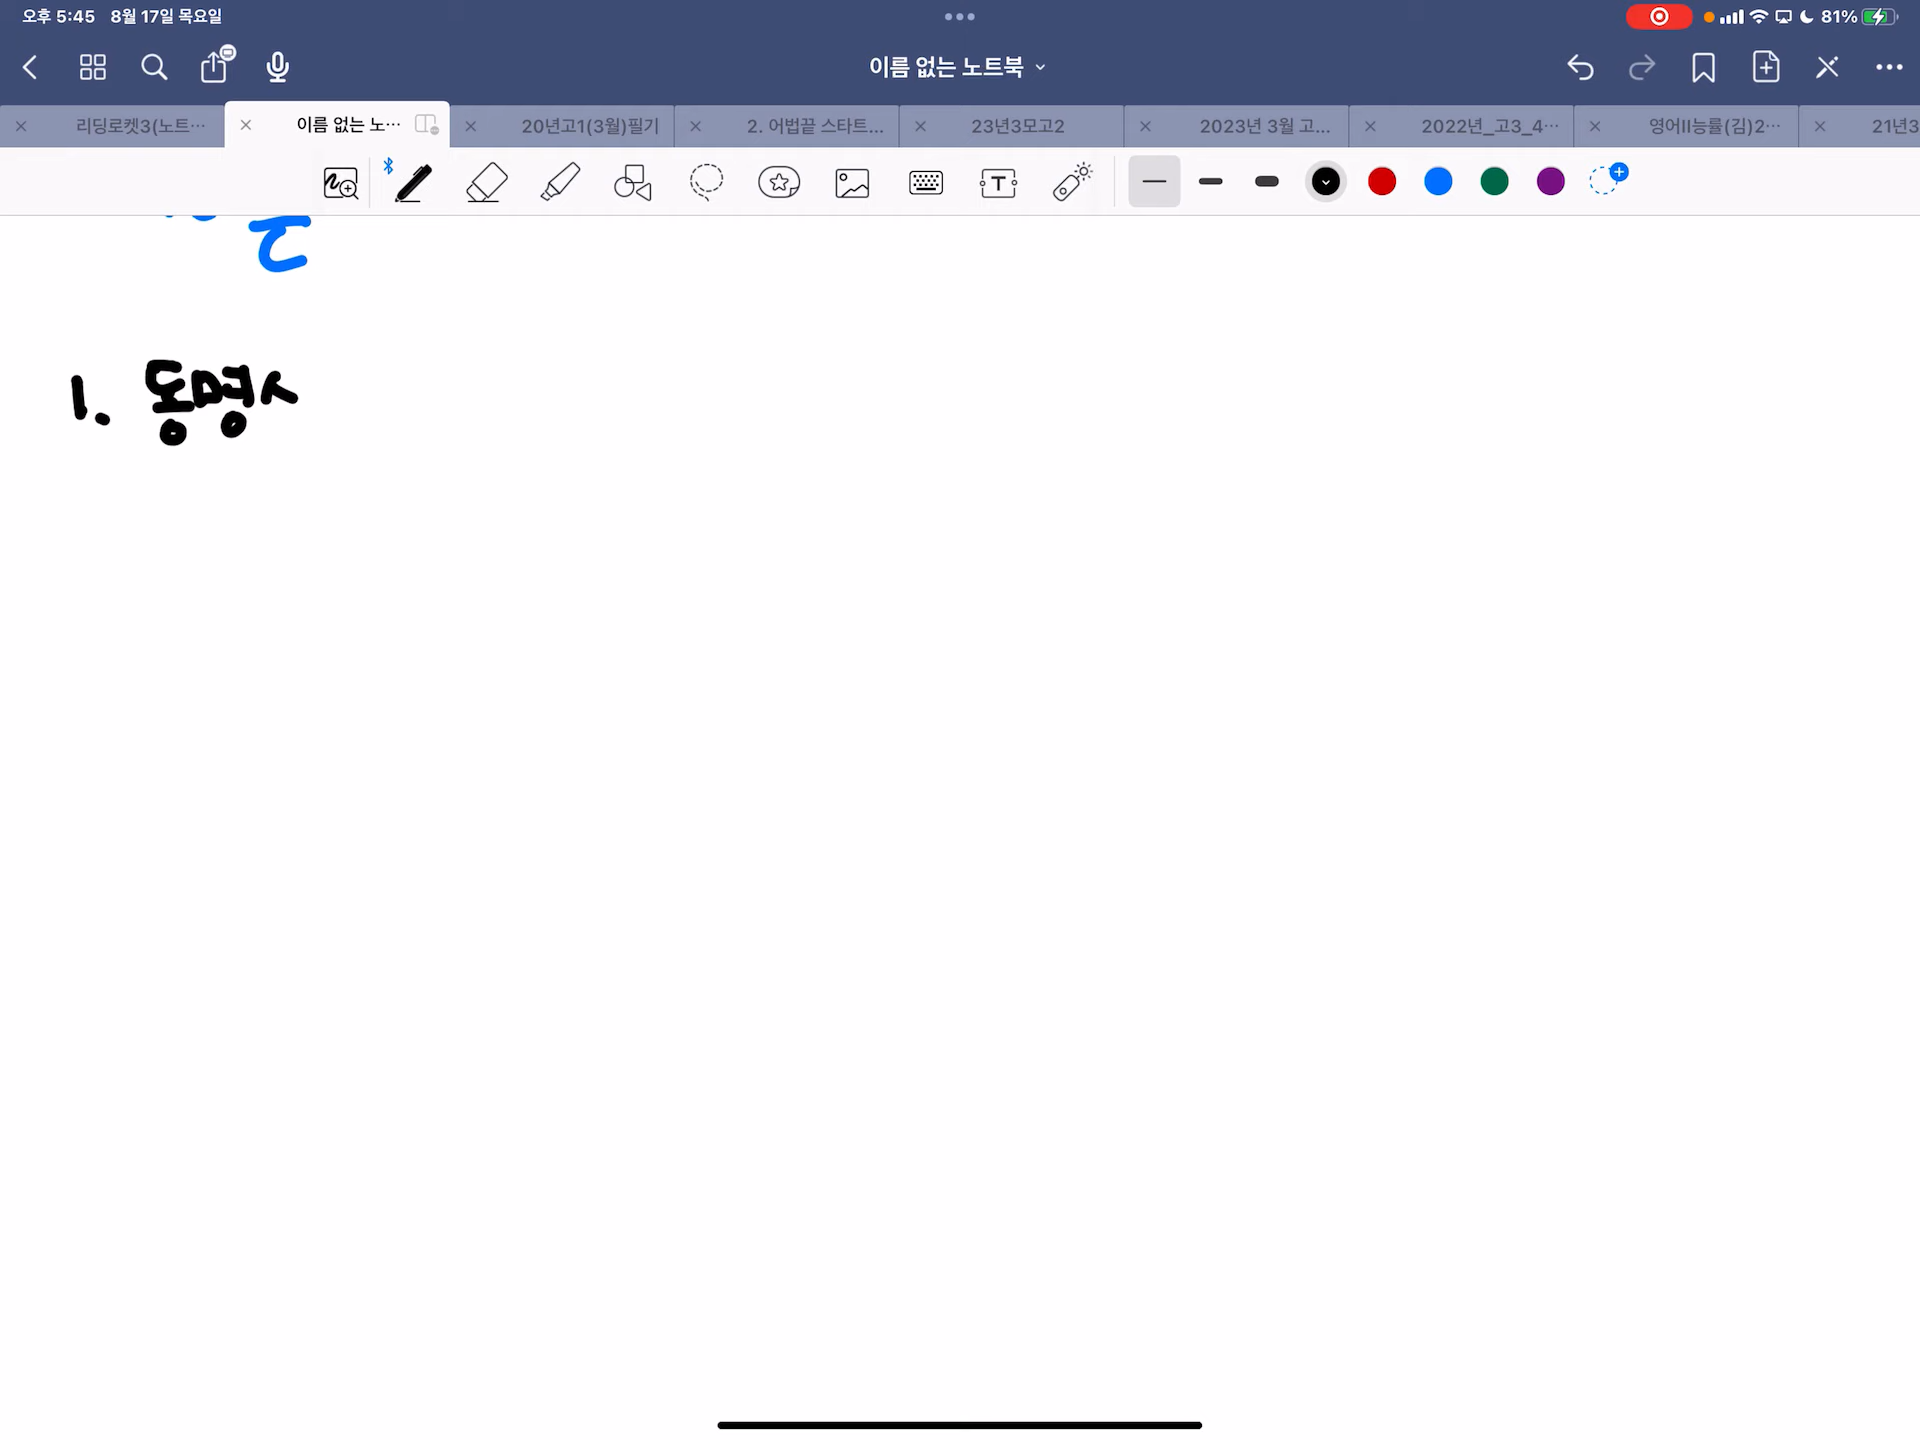 오후 5:45 8월 17일 목요일 81%
이름 없는 노트북
리딩로켓3(노트… 이름 없는 노… 20년고1(3월)필기 2. 어법끝 스타트... 23년3모고2 2023년 3월 고... 2022년_고3_4… 영어II능률(김)2… 21년3
T
1. 동명사